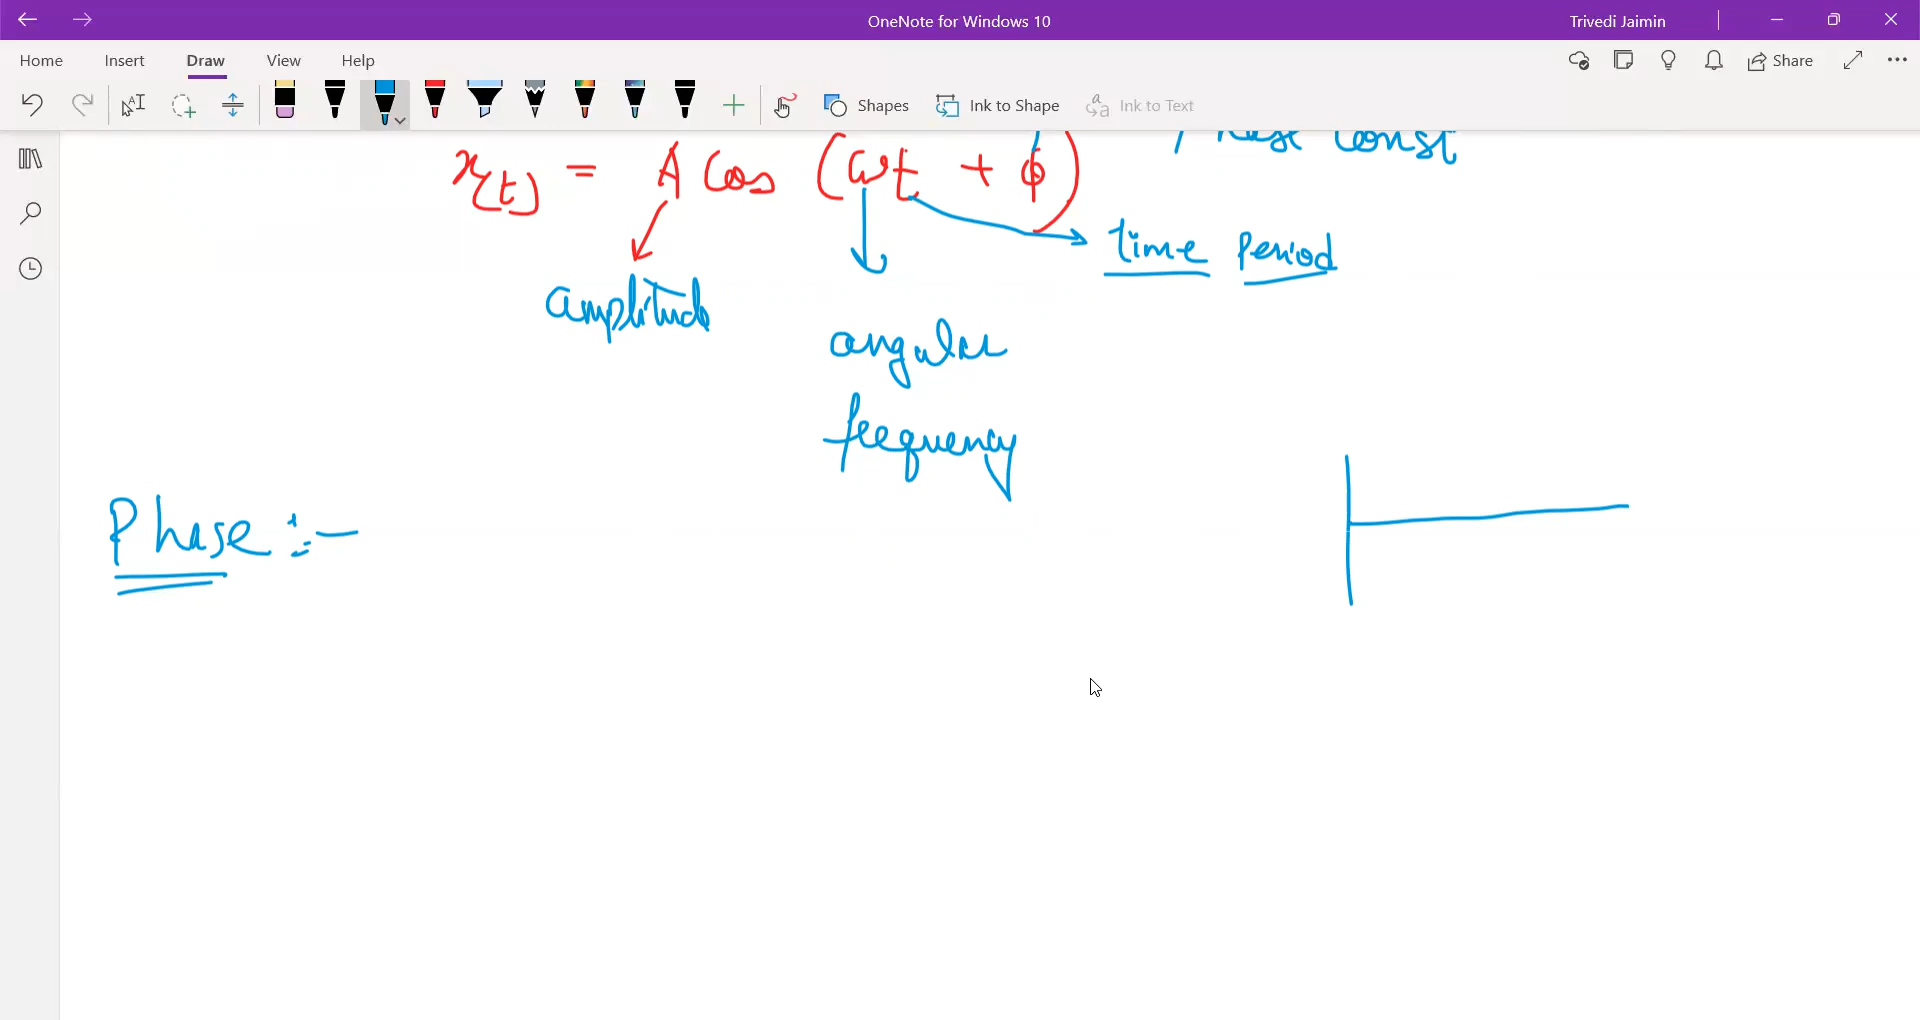 OneNote for Windows 10
Trivedi Jaimin
Home Insert Draw View Help
Share
Shapes Ink to Shape Ink to Text
Phase Const
x(t) = A Cos (ωt + ϕ)
time Period
amplitude
angular
frequency
Phase :-